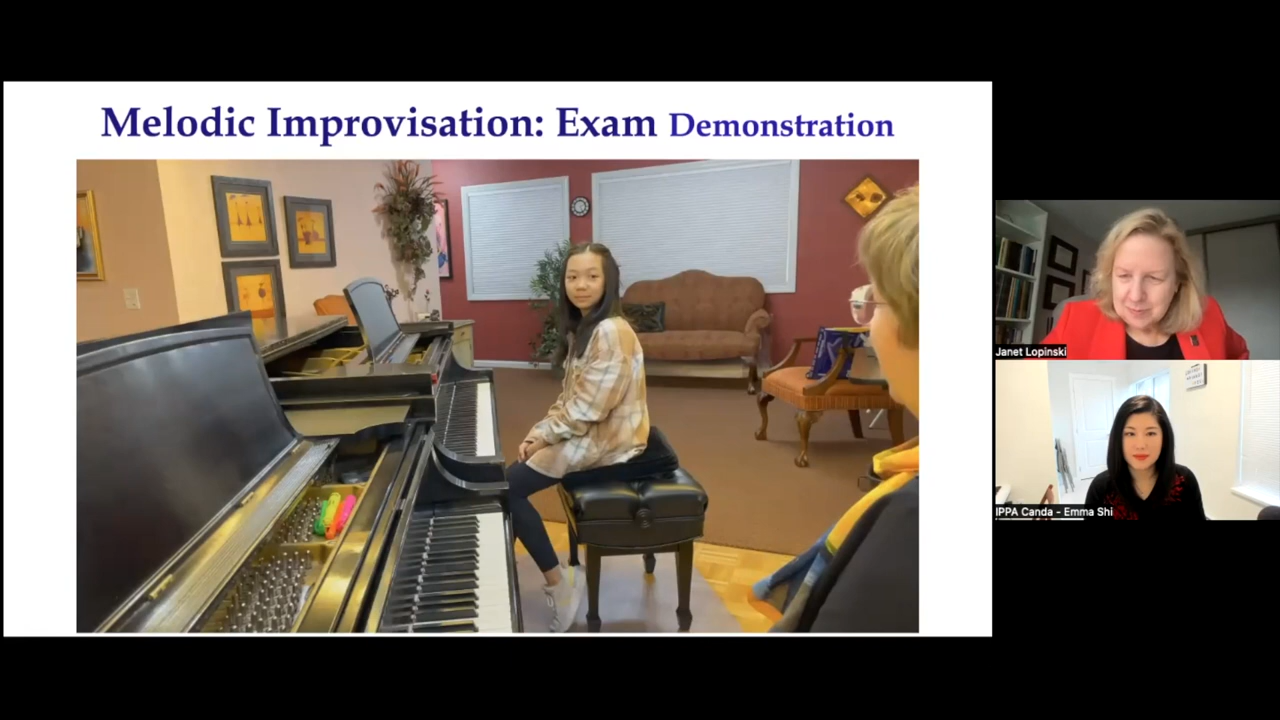 Melodic Improvisation: Exam Demonstration
Janet Lopinski
IPPA Canda - Emma Shi